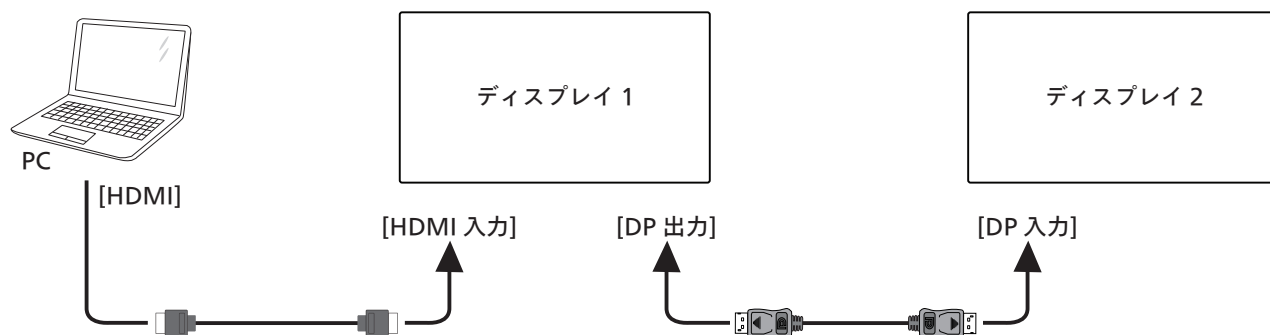 ディスプレイ 1
ディスプレイ 2
PC
[HDMI]
[HDMI 入力]
[DP 出力]
[DP 入力]